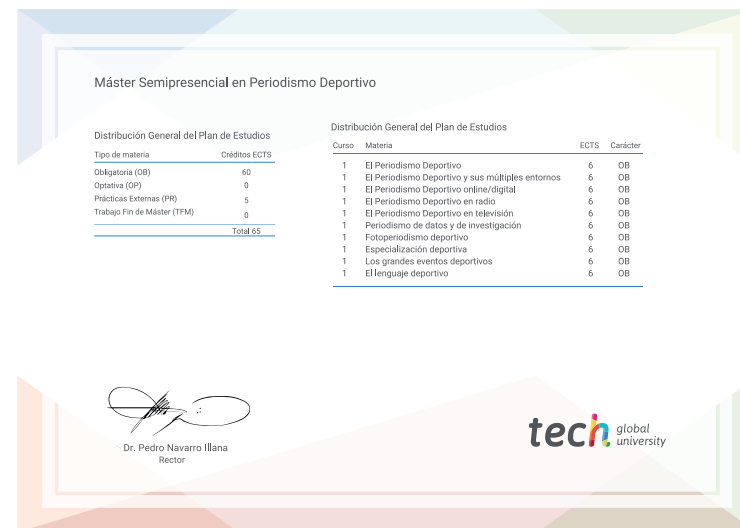 Máster Semipresencial en Periodismo Deportivo
Distribución General del Plan de Estudios
Tipo de materia Créditos ECTS
Obligatoria (OB) 60
Optativa (OP) 0
Prácticas Externas (PR) 5
Trabajo Fin de Máster (TFM) 0
Total 65
Distribución General del Plan de Estudios
Curso Materia ECTS Carácter
1 El Periodismo Deportivo 6 OB
1 El Periodismo Deportivo y sus múltiples entornos 6 OB
1 El Periodismo Deportivo online/digital 6 OB
1 El Periodismo Deportivo en radio 6 OB
1 El Periodismo Deportivo en televisión 6 OB
1 Periodismo de datos y de investigación 6 OB
1 Fotoperiodismo deportivo 6 OB
1 Especialización deportiva 6 OB
1 Los grandes eventos deportivos 6 OB
1 El lenguaje deportivo 6 OB
Dr. Pedro Navarro Illana
Rector
tech global
university